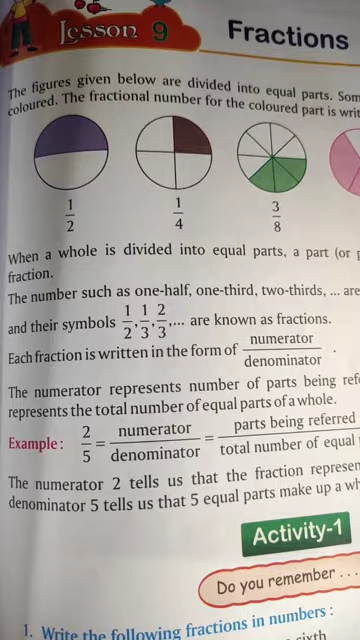 Lesson 9
Fractions
The figures given below are divided into equal parts. Som
coloured. The fractional number for the coloured part is writ
1/2 1/4 3/8
When a whole is divided into equal parts, a part (or
fraction.
The number such as one-half, one-third, two-thirds, ... are
and their symbols 1/2, 1/3, 2/3,... are known as fractions.
Each fraction is written in the form of numerator/denominator .
The numerator represents number of parts being ref
represents the total number of equal parts of a whole.
Example : 2/5 = numerator/denominator = parts being referred/total number of equal
The numerator 2 tells us that the fraction represen
denominator 5 tells us that 5 equal parts make up a wh
Activity-1
Do you remember . . .
1. Write the following fractions in numbers :
sixth